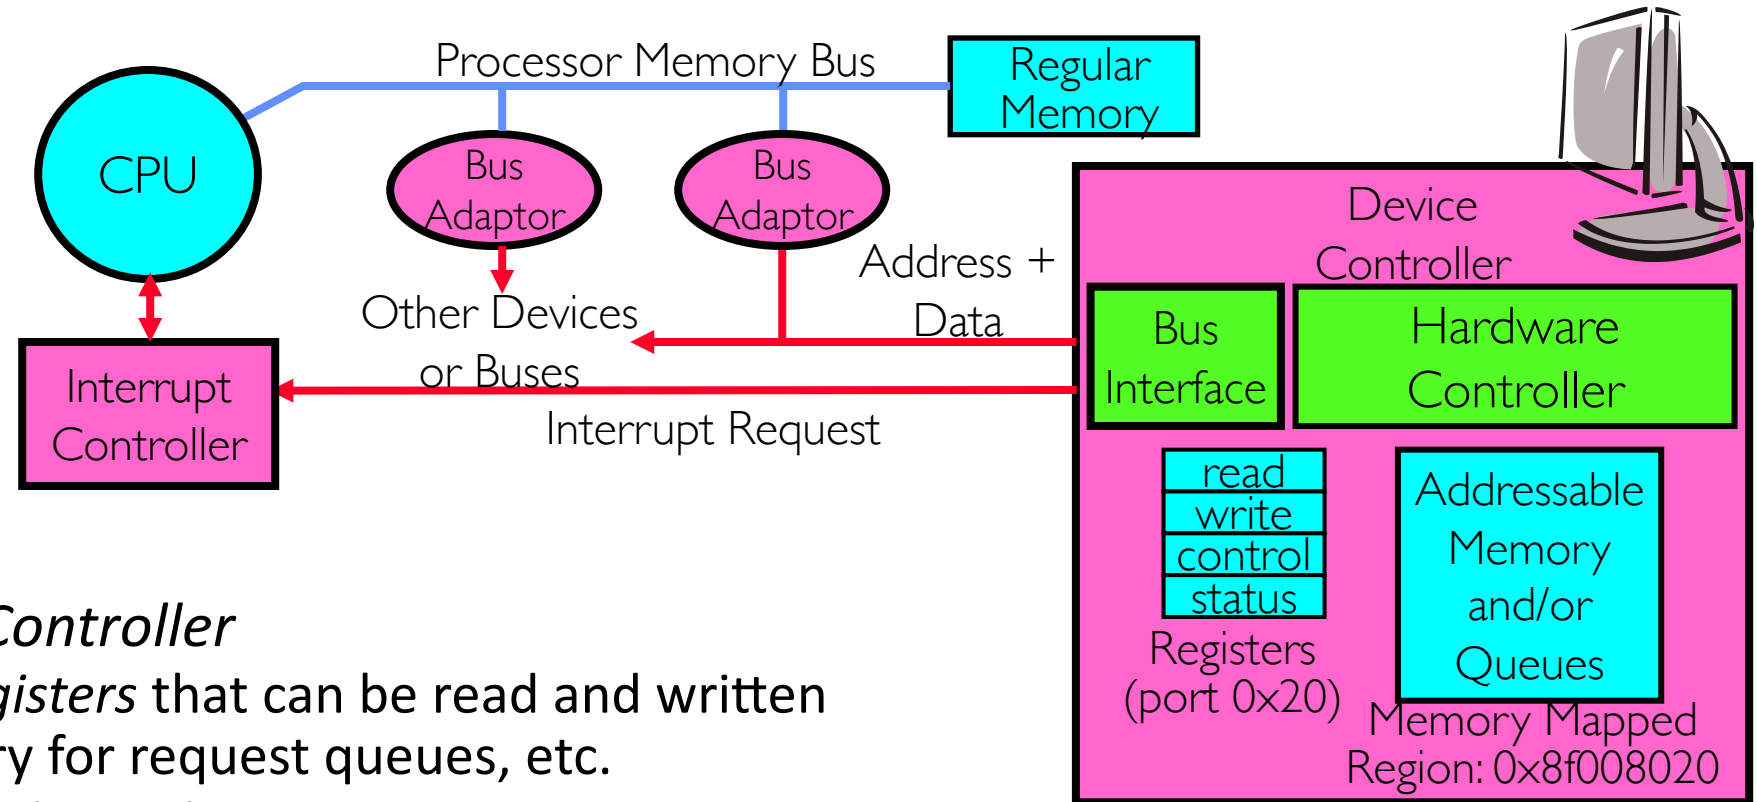 Processor Memory Bus
Regular
Memory
CPU
Bus
Adaptor
Bus
Adaptor
Device
Controller
Address +
Data
Other Devices
or Buses
Interrupt
Controller
Interrupt Request
Bus
Interface
Hardware
Controller
read
write
control
status
Registers
(port 0x20)
Addressable
Memory
and/or
Queues
Memory Mapped
Region: 0x8f008020
Controller
gisters that can be read and written
ry for request queues, etc.